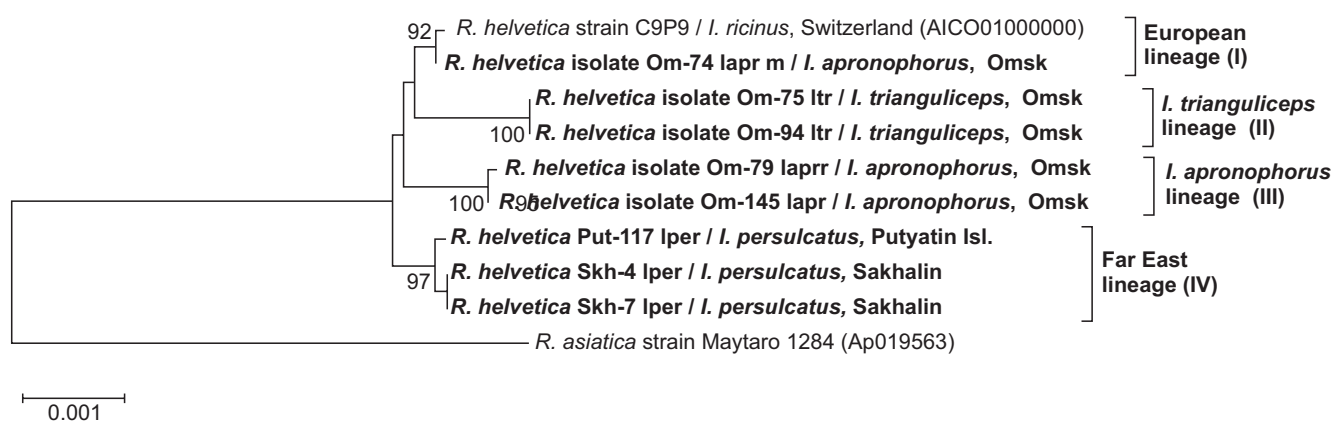 92
R. helvetica strain C9P9 / I. ricinus, Switzerland (AICO01000000)
R. helvetica isolate Om-74 Iapr m / I. apronophorus, Omsk
European
lineage (I)
R. helvetica isolate Om-75 Itr / I. trianguliceps, Omsk
100
R. helvetica isolate Om-94 Itr / I. trianguliceps, Omsk
I. trianguliceps
lineage (II)
R. helvetica isolate Om-79 Iaprr / I. apronophorus, Omsk
100
R. helvetica isolate Om-145 Iapr / I. apronophorus, Omsk
I. apronophorus
lineage (III)
R. helvetica Put-117 Iper / I. persulcatus, Putyatin Isl.
97
R. helvetica Skh-4 Iper / I. persulcatus, Sakhalin
R. helvetica Skh-7 Iper / I. persulcatus, Sakhalin
Far East
lineage (IV)
R. asiatica strain Maytaro 1284 (Ap019563)
0.001